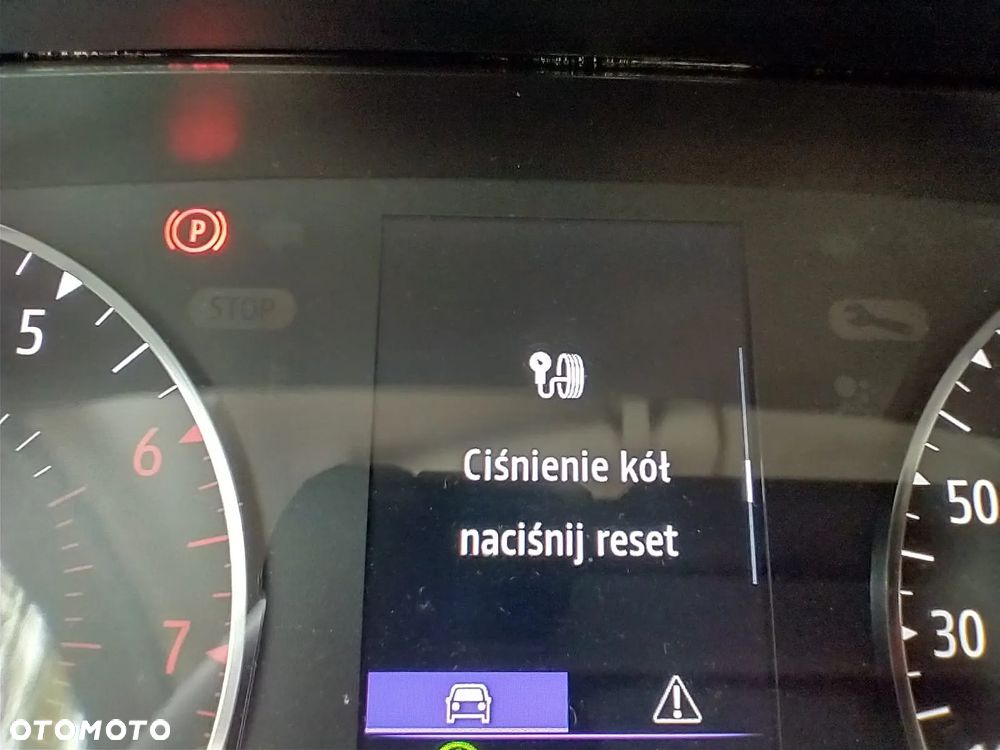 P
STOP
5
6
7
Ciśnienie kół
naciśnij reset
50
30
OTOMOTO